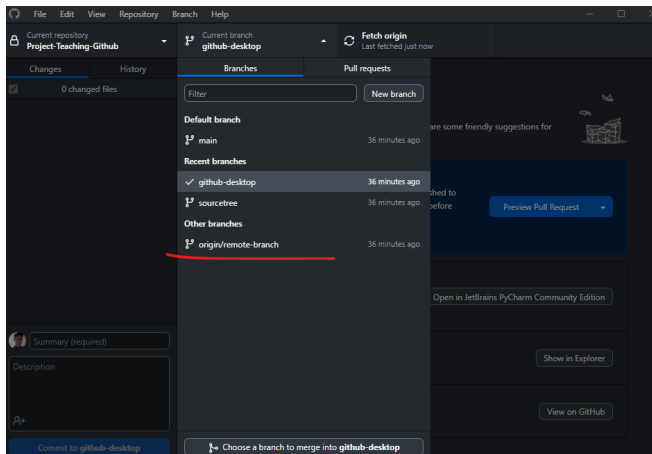 File Edit View Repository Branch Help
Current repository
Project-Teaching-Github
Current branch
github-desktop
Fetch origin
Last fetched just now
Changes History
0 changed files
Branches Pull requests
Filter
New branch
Default branch
main 36 minutes ago
Recent branches
github-desktop 36 minutes ago
sourcetree 36 minutes ago
Other branches
origin/remote-branch 36 minutes ago
are some friendly suggestions for
shed to
before
Preview Pull Request
Open in JetBrains PyCharm Community Edition
Show in Explorer
View on GitHub
Summary (required)
Description
Commit to github-desktop
Choose a branch to merge into github-desktop